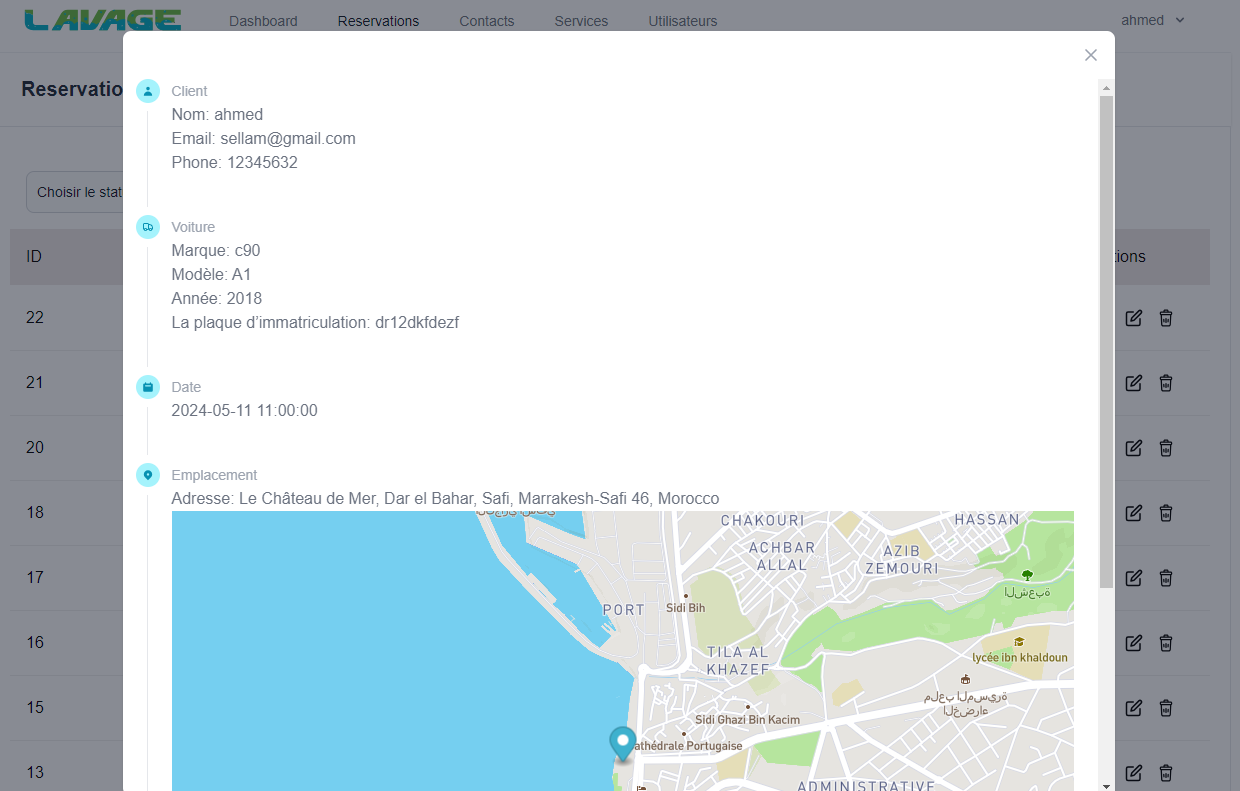 LAVAGE
Dashboard
Reservations
Contacts
Services
Utilisateurs
ahmed
Reservatio
Choisir le stat
ID
tions
22
21
20
18
17
16
15
13
Client
Nom: ahmed
Email: sellam@gmail.com
Phone: 12345632
Voiture
Marque: c90
Modèle: A1
Année: 2018
La plaque d’immatriculation: dr12dkfdezf
Date
2024-05-11 11:00:00
Emplacement
Adresse: Le Château de Mer, Dar el Bahar, Safi, Marrakesh-Safi 46, Morocco
CHAKOURI
HASSAN
ACHBAR
ALLAL
AZIB
ZEMOURI
الشعبة
PORT
Sidi Bih
TILA AL
KHAZEF
lycée ibn khaldoun
ملعب المسيرة
الخضراء
Sidi Ghazi Bin Kacim
athédrale Portugaise
ADMINISTRATIVE